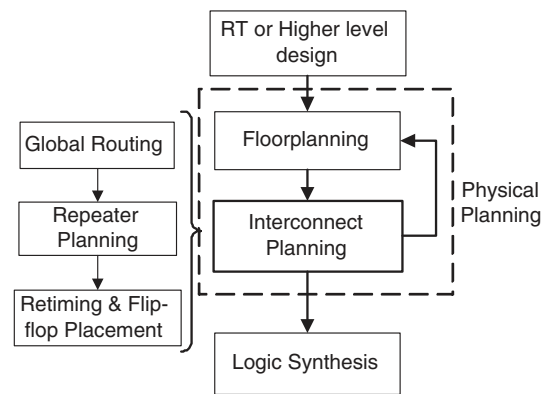 RT or Higher level
design
Floorplanning
Global Routing
Physical
Planning
Repeater
Planning
Interconnect
Planning
Retiming & Flip-
flop Placement
Logic Synthesis